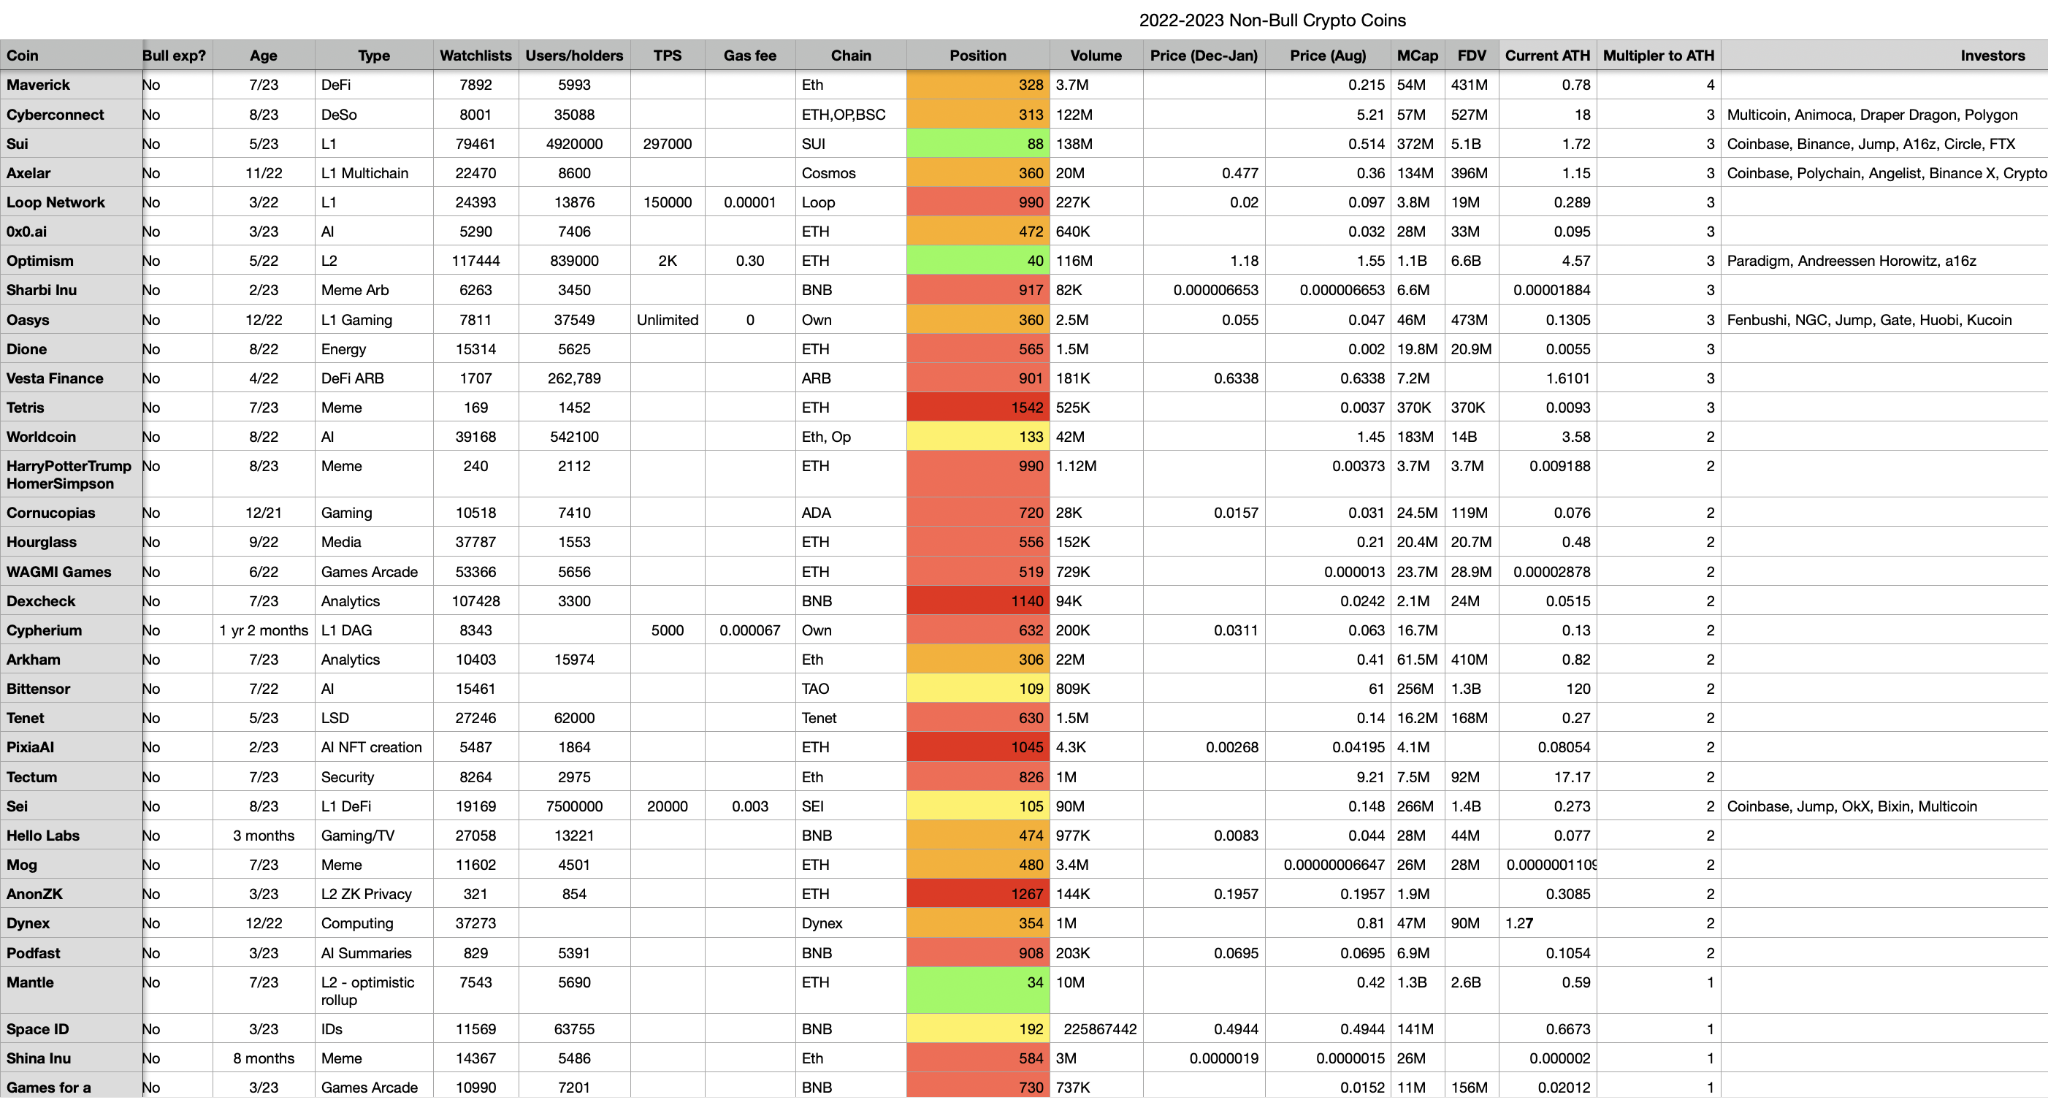 2022-2023 Non-Bull Crypto Coins
Coin Bull exp? Age Type Watchlists Users/holders TPS Gas fee Chain Position Volume Price (Dec-Jan) Price (Aug) MCap FDV Current ATH Multipler to ATH Investors
Maverick No 7/23 DeFi 7892 5993 Eth 328 3.7M 0.215 54M 431M 0.78 4
Cyberconnect No 8/23 DeSo 8001 35088 ETH,OP,BSC 313 122M 5.21 57M 527M 18 3 Multicoin, Animoca, Draper Dragon, Polygon
Sui No 5/23 L1 79461 4920000 297000 SUI 88 138M 0.514 372M 5.1B 1.72 3 Coinbase, Binance, Jump, A16z, Circle, FTX
Axelar No 11/22 L1 Multichain 22470 8600 Cosmos 360 20M 0.477 0.36 134M 396M 1.15 3 Coinbase, Polychain, Angelist, Binance X, Crypto
Loop Network No 3/22 L1 24393 13876 150000 0.00001 Loop 990 227K 0.02 0.097 3.8M 19M 0.289 3
0x0.ai No 3/23 AI 5290 7406 ETH 472 640K 0.032 28M 33M 0.095 3
Optimism No 5/22 L2 117444 839000 2K 0.30 ETH 40 116M 1.18 1.55 1.1B 6.6B 4.57 3 Paradigm, Andreessen Horowitz, a16z
Sharbi Inu No 2/23 Meme Arb 6263 3450 BNB 917 82K 0.000006653 0.000006653 6.6M 0.00001884 3
Oasys No 12/22 L1 Gaming 7811 37549 Unlimited 0 Own 360 2.5M 0.055 0.047 46M 473M 0.1305 3 Fenbushi, NGC, Jump, Gate, Huobi, Kucoin
Dione No 8/22 Energy 15314 5625 ETH 565 1.5M 0.002 19.8M 20.9M 0.0055 3
Vesta Finance No 4/22 DeFi ARB 1707 262,789 ARB 901 181K 0.6338 0.6338 7.2M 1.6101 3
Tetris No 7/23 Meme 169 1452 ETH 1542 525K 0.0037 370K 370K 0.0093 3
Worldcoin No 8/22 AI 39168 542100 Eth, Op 133 42M 1.45 183M 14B 3.58 2
HarryPotterTrump No 8/23 Meme 240 2112 ETH 990 1.12M 0.00373 3.7M 3.7M 0.009188 2
HomerSimpson
Cornucopias No 12/21 Gaming 10518 7410 ADA 720 28K 0.0157 0.031 24.5M 119M 0.076 2
Hourglass No 9/22 Media 37787 1553 ETH 556 152K 0.21 20.4M 20.7M 0.48 2
WAGMI Games No 6/22 Games Arcade 53366 5656 ETH 519 729K 0.000013 23.7M 28.9M 0.00002878 2
Dexcheck No 7/23 Analytics 107428 3300 BNB 1140 94K 0.0242 2.1M 24M 0.0515 2
Cypherium No 1 yr 2 months L1 DAG 8343 5000 0.000067 Own 632 200K 0.0311 0.063 16.7M 0.13 2
Arkham No 7/23 Analytics 10403 15974 Eth 306 22M 0.41 61.5M 410M 0.82 2
Bittensor No 7/22 AI 15461 TAO 109 809K 61 256M 1.3B 120 2
Tenet No 5/23 LSD 27246 62000 Tenet 630 1.5M 0.14 16.2M 168M 0.27 2
PixiaAI No 2/23 AI NFT creation 5487 1864 ETH 1045 4.3K 0.00268 0.04195 4.1M 0.08054 2
Tectum No 7/23 Security 8264 2975 Eth 826 1M 9.21 7.5M 92M 17.17 2
Sei No 8/23 L1 DeFi 19169 7500000 20000 0.003 SEI 105 90M 0.148 266M 1.4B 0.273 2 Coinbase, Jump, OkX, Bixin, Multicoin
Hello Labs No 3 months Gaming/TV 27058 13221 BNB 474 977K 0.0083 0.044 28M 44M 0.077 2
Mog No 7/23 Meme 11602 4501 ETH 480 3.4M 0.00000006647 26M 28M 0.000000110 2
AnonZK No 3/23 L2 ZK Privacy 321 854 ETH 1267 144K 0.1957 0.1957 1.9M 0.3085 2
Dynex No 12/22 Computing 37273 Dynex 354 1M 0.81 47M 90M 1.27 2
Podfast No 3/23 AI Summaries 829 5391 BNB 908 203K 0.0695 0.0695 6.9M 0.1054 2
Mantle No 7/23 L2 - optimistic 7543 5690 ETH 34 10M 0.42 1.3B 2.6B 0.59 1
rollup
Space ID No 3/23 IDs 11569 63755 BNB 192 225867442 0.4944 0.4944 141M 0.6673 1
Shina Inu No 8 months Meme 14367 5486 Eth 584 3M 0.0000019 0.0000015 26M 0.000002 1
Games for a No 3/23 Games Arcade 10990 7201 BNB 730 737K 0.0152 11M 156M 0.02012 1